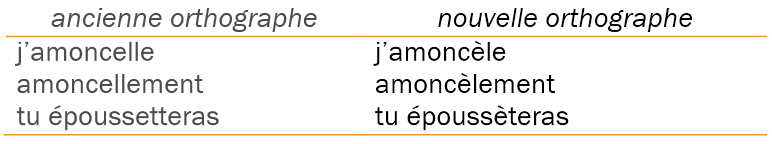 ancienne orthographe nouvelle orthographe
j’amoncelle j’amoncèle
amoncellement amoncèlement
tu époussetteras tu époussèteras